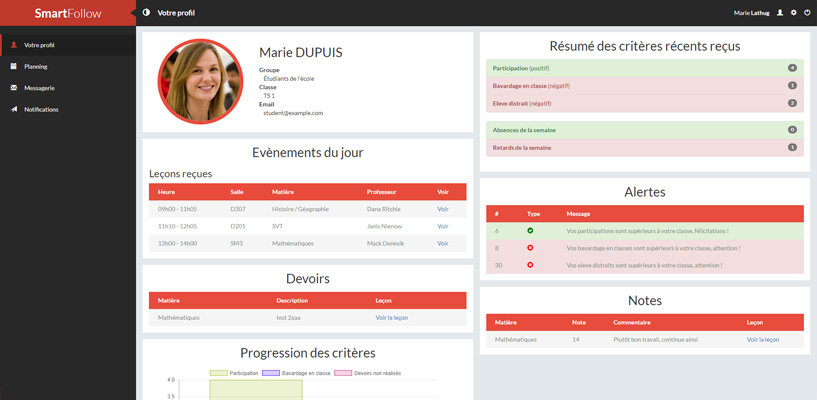 SmartFollow
Votre profil
Marie Lathug
Votre profil
Planning
Messagerie
Notifications
Marie DUPUIS
Groupe
Étudiants de l'école
Classe
TS 1
Email
student@example.com
Evènements du jour
Leçons reçues
Heure Salle Matière Professeur Voir
09h00 - 11h05 D307 Histoire / Géographie Dana Ritchie Voir
11h10 - 12h05 D201 SVT Janis Nienow Voir
13h00 - 14h00 SM3 Mathématiques Mack Denesik Voir
Devoirs
Matière Description Leçon
Mathématiques test 2aaa Voir la leçon
Progression des critères
Participation Bavardage en classe Devoirs non réalisés
4.0
3.5
Résumé des critères récents reçus
Participation (positif) 4
Bavardage en classe (négatif) 1
Eleve distrait (négatif) 2
Absences de la semaine 0
Retards de la semaine 1
Alertes
# Type Message
6 Vos participations sont supérieurs à votre classe, félicitations !
8 Vos bavardage en classes sont supérieurs à votre classe, attention !
30 Vos eleve distraits sont supérieurs à votre classe, attention !
Notes
Matière Note Commentaire Leçon
Mathématiques 14 Plutôt bon travail, continue ainsi Voir la leçon